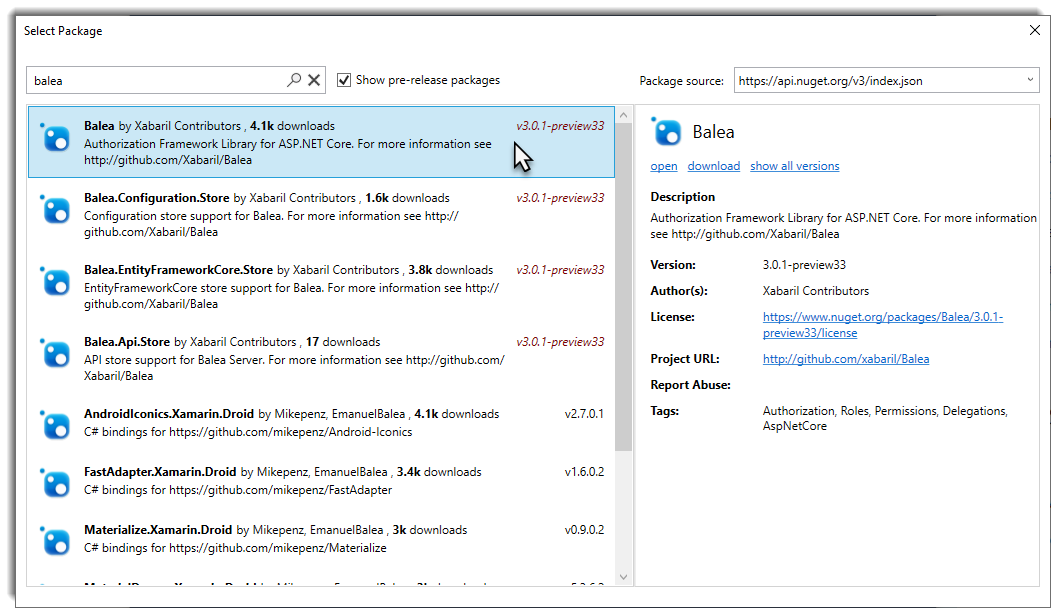 Select Package
balea
Show pre-release packages
Package source:
https://api.nuget.org/v3/index.json
Balea by Xabaril Contributors , 4.1k downloads
v3.0.1-preview33
Authorization Framework Library for ASP.NET Core. For more information see
http://github.com/Xabaril/Balea
Balea.Configuration.Store by Xabaril Contributors , 1.6k downloads
v3.0.1-preview33
Configuration store support for Balea. For more information see http://
github.com/Xabaril/Balea
Balea.EntityFrameworkCore.Store by Xabaril Contributors , 3.8k downloads
v3.0.1-preview33
EntityFrameworkCore store support for Balea. For more information see http://
github.com/Xabaril/Balea
Balea.Api.Store by Xabaril Contributors , 17 downloads
v3.0.1-preview33
API store support for Balea Server. For more information see http://github.com/
Xabaril/Balea
AndroidIconics.Xamarin.Droid by Mikepenz, EmanuelBalea , 4.1k downloads
v2.7.0.1
C# bindings for https://github.com/mikepenz/Android-Iconics
FastAdapter.Xamarin.Droid by Mikepenz, EmanuelBalea , 3.4k downloads
v1.6.0.2
C# bindings for https://github.com/mikepenz/FastAdapter
Materialize.Xamarin.Droid by Mikepenz, EmanuelBalea , 3k downloads
v0.9.0.2
C# bindings for https://github.com/mikepenz/Materialize
Balea
open download show all versions
Description
Authorization Framework Library for ASP.NET Core. For more information
see http://github.com/Xabaril/Balea
Version: 3.0.1-preview33
Author(s): Xabaril Contributors
License: https://www.nuget.org/packages/Balea/3.0.1-
preview33/license
Project URL: http://github.com/xabaril/Balea
Report Abuse:
Tags: Authorization, Roles, Permissions, Delegations,
AspNetCore